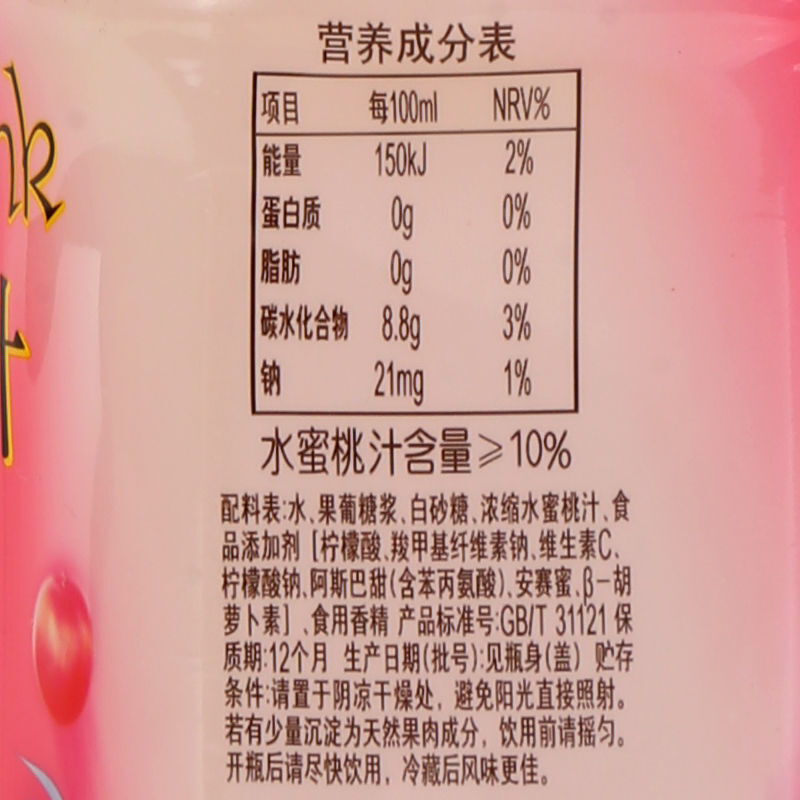 营养成分表
项目 每100ml NRV%
能量 150kJ 2%
蛋白质 0g 0%
脂肪 0g 0%
碳水化合物 8.8g 3%
钠 21mg 1%
水蜜桃汁含量≥10%
配料表:水、果葡糖浆、白砂糖、浓缩水蜜桃汁、食
品添加剂［柠檬酸、羧甲基纤维素钠、维生素C、
柠檬酸钠、阿斯巴甜(含苯丙氨酸)、安赛蜜、β－胡
萝卜素］、食用香精 产品标准号:GB/T 31121 保
质期:12个月 生产日期(批号):见瓶身(盖) 贮存
条件:请置于阴凉干燥处，避免阳光直接照射。
若有少量沉淀为天然果肉成分，饮用前请摇匀。
开瓶后请尽快饮用，冷藏后风味更佳。